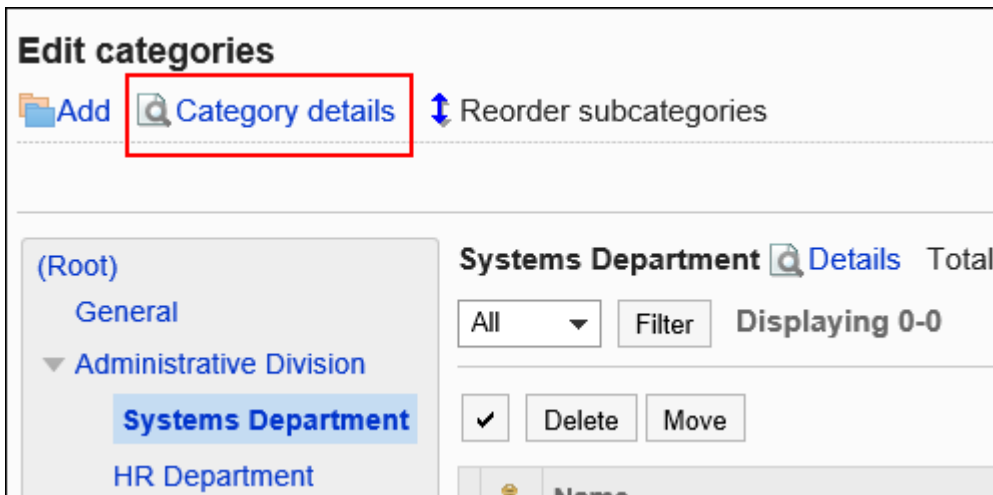 Edit categories
Add Category details Reorder subcategories
(Root)
General
Administrative Division
Systems Department
HR Department
Systems Department Details Total
All Filter Displaying 0-0
Delete Move
Name